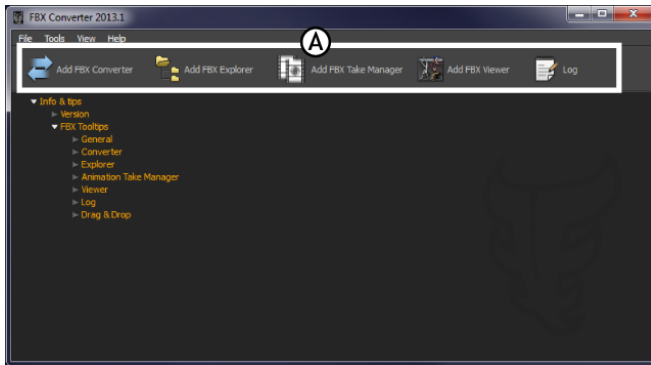 FBX Converter 2013.1
File Tools View Help
A
Add FBX Converter Add FBX Explorer Add FBX Take Manager Add FBX Viewer Log
Info & tips
Version
FBX Tooltips
General
Converter
Explorer
Animation Take Manager
Viewer
Log
Drag & Drop